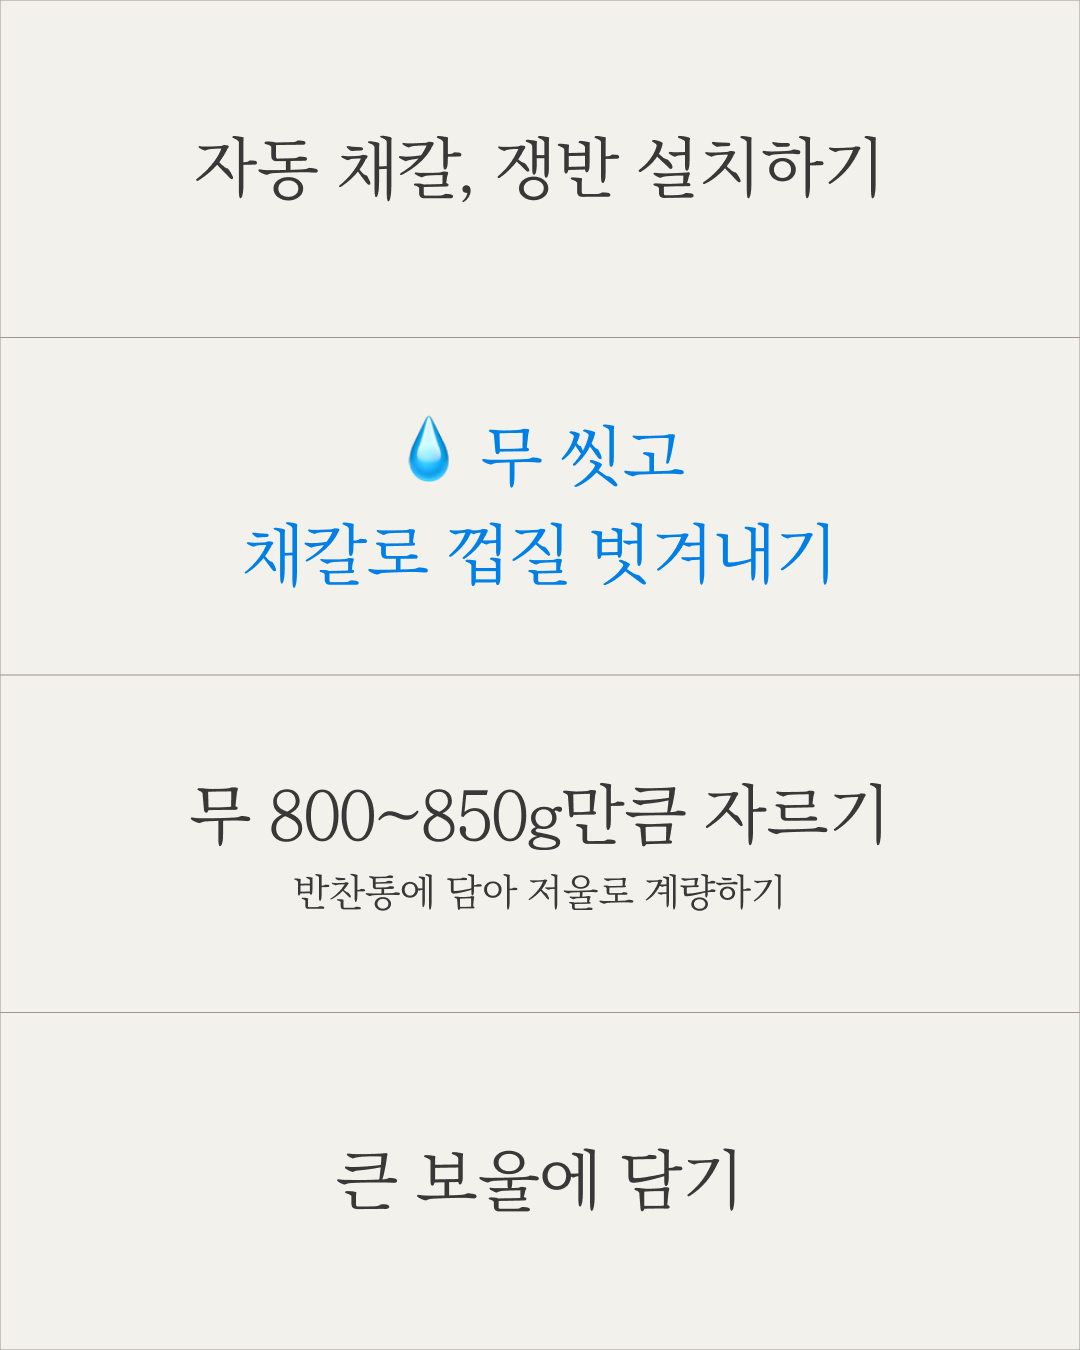 자동 채칼, 쟁반 설치하기
💧 무 씻고
채칼로 껍질 벗겨내기
무 800~850g만큼 자르기
반찬통에 담아 저울로 계량하기
큰 보울에 담기